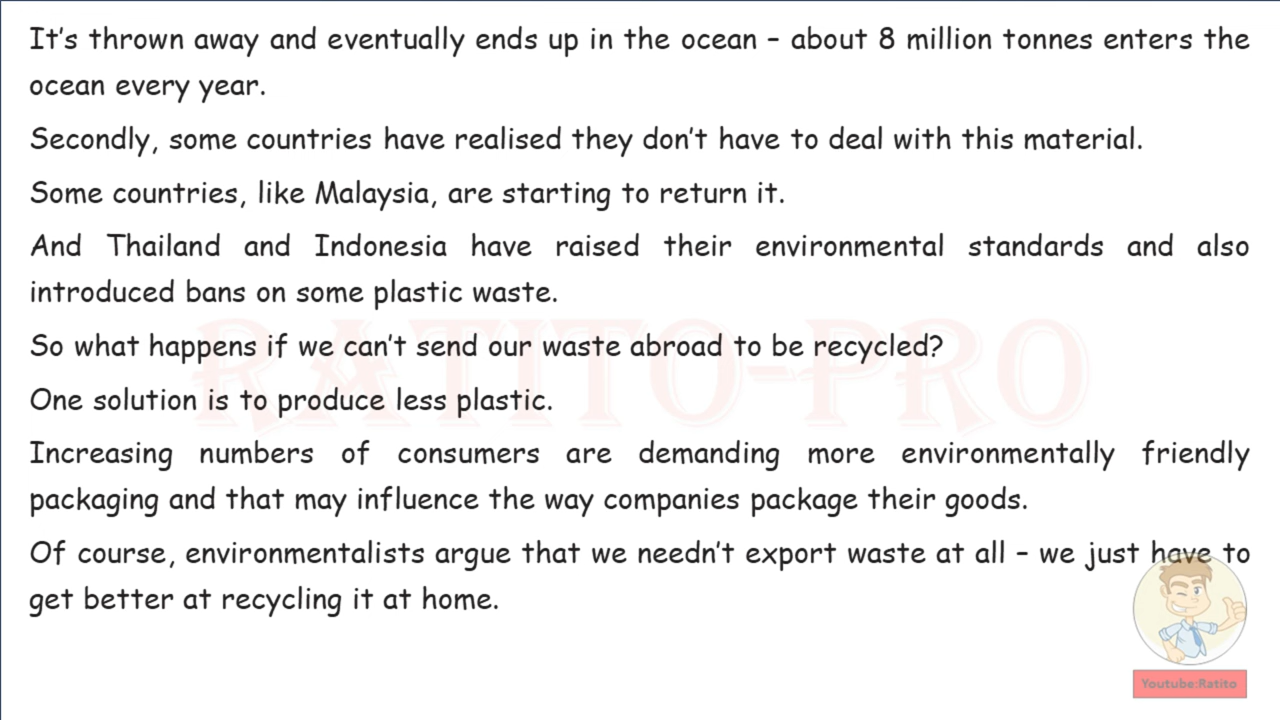 It's thrown away and eventually ends up in the ocean – about 8 million tonnes enters the
ocean every year.
Secondly, some countries have realised they don't have to deal with this material.
Some countries, like Malaysia, are starting to return it.
And Thailand and Indonesia have raised their environmental standards and also
introduced bans on some plastic waste.
RATITO-PRO
So what happens if we can't send our waste abroad to be recycled?
One solution is to produce less plastic.
Increasing numbers of consumers are demanding more environmentally friendly
packaging and that may influence the way companies package their goods.
Of course, environmentalists argue that we needn't export waste at all – we just have to
get better at recycling it at home.
Youtube:Ratito